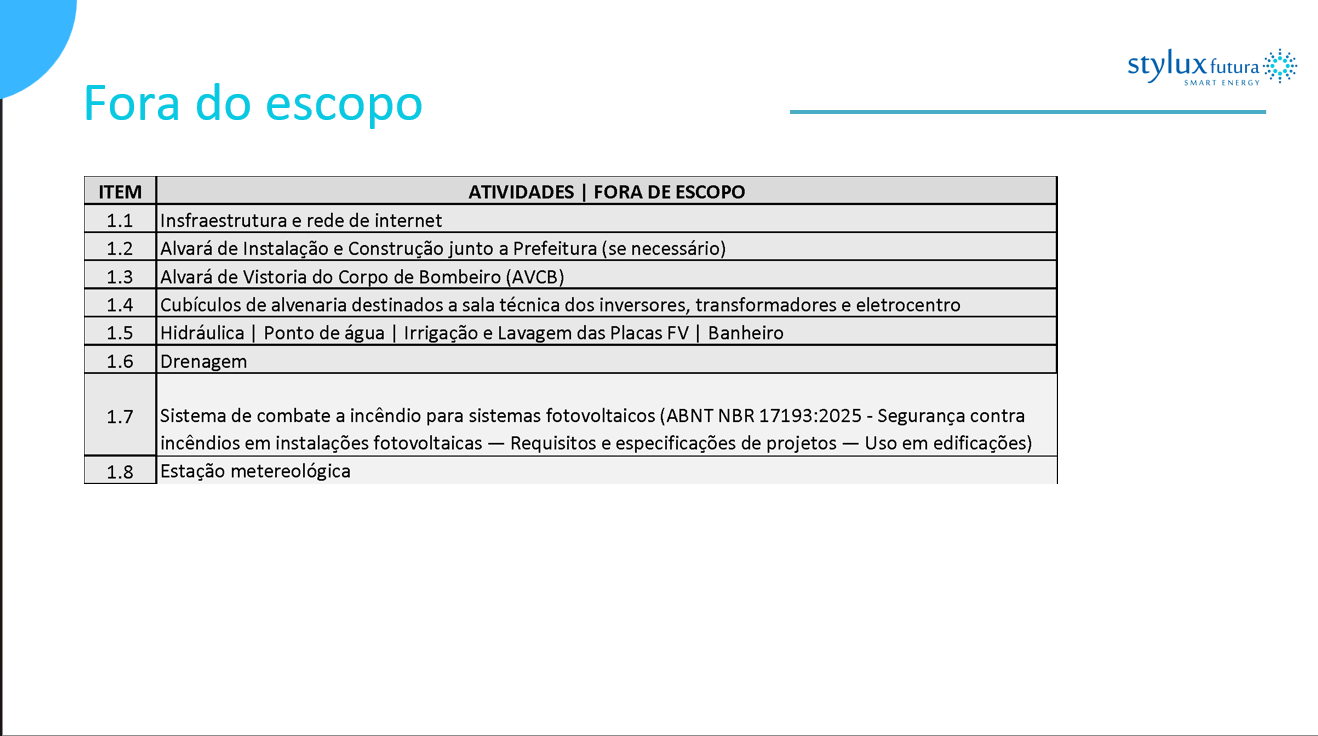 stylux futura
SMART ENERGY
Fora do escopo
ITEM ATIVIDADES | FORA DE ESCOPO
1.1 Insfraestrutura e rede de internet
1.2 Alvará de Instalação e Construção junto a Prefeitura (se necessário)
1.3 Alvará de Vistoria do Corpo de Bombeiro (AVCB)
1.4 Cubículos de alvenaria destinados a sala técnica dos inversores, transformadores e eletrocentro
1.5 Hidráulica | Ponto de água | Irrigação e Lavagem das Placas FV | Banheiro
1.6 Drenagem
1.7 Sistema de combate a incêndio para sistemas fotovoltaicos (ABNT NBR 17193:2025 - Segurança contra
incêndios em instalações fotovoltaicas — Requisitos e especificações de projetos — Uso em edificações)
1.8 Estação metereológica